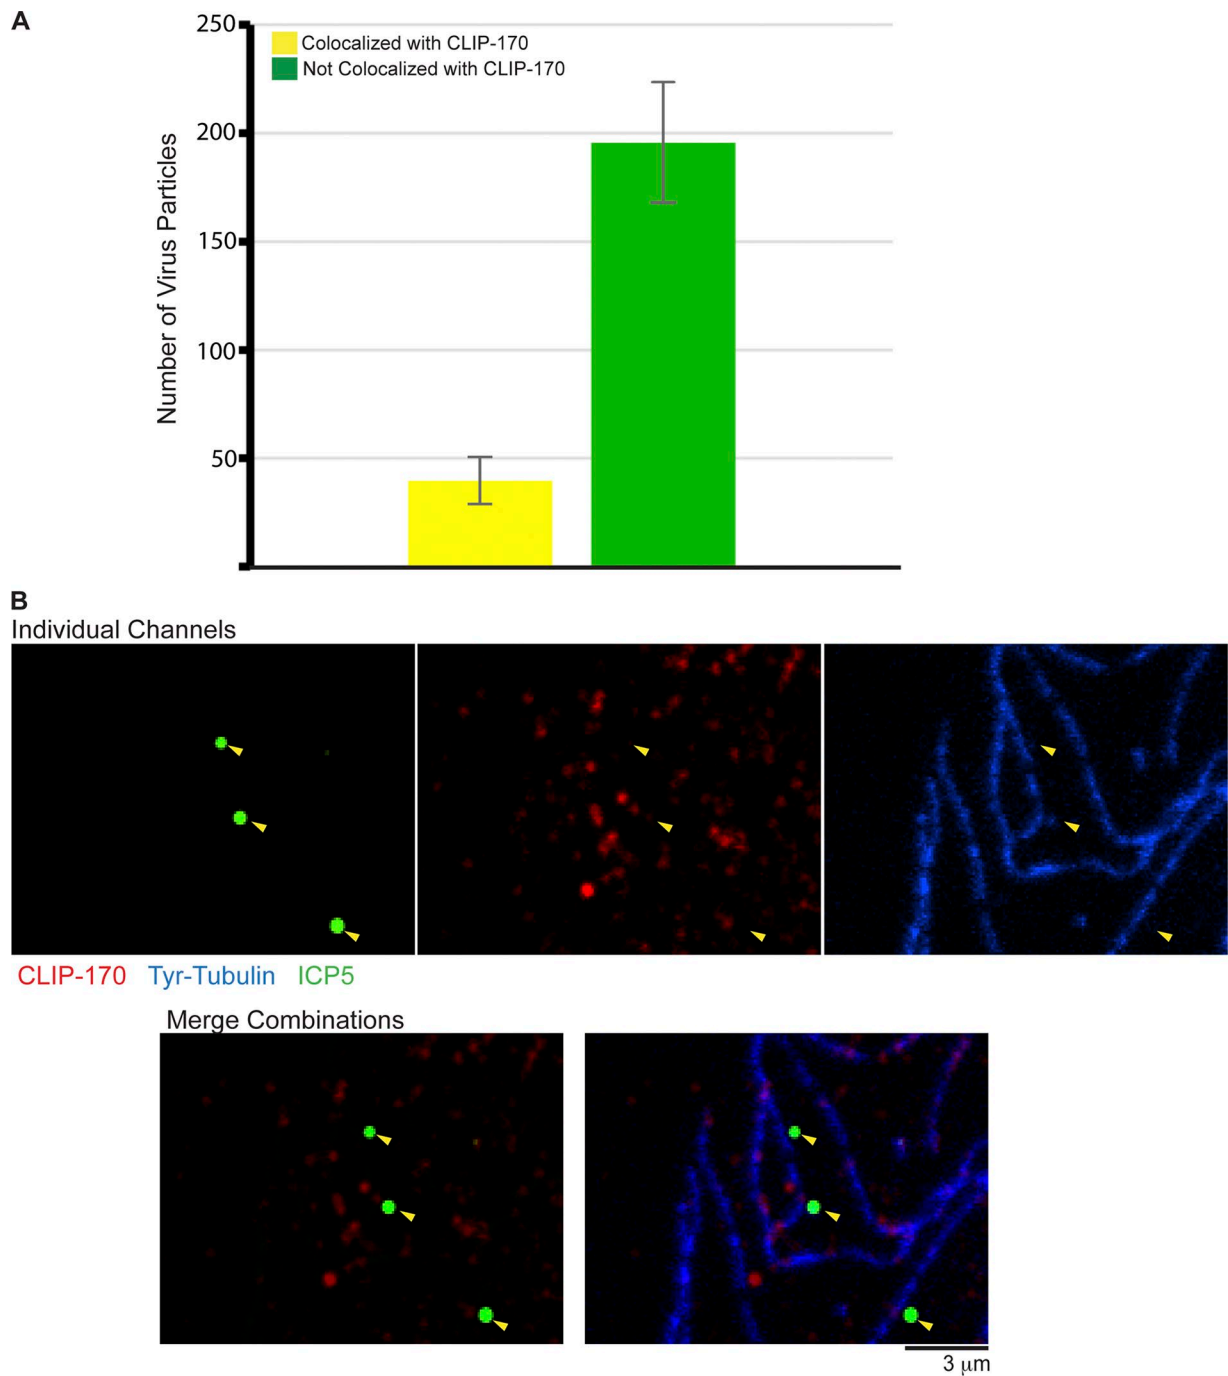 A
250
Colocalized with CLIP-170
Not Colocalized with CLIP-170
200
150
100
50
Number of Virus Particles
B
Individual Channels
CLIP-170 Tyr-Tubulin ICP5
Merge Combinations
3 μm